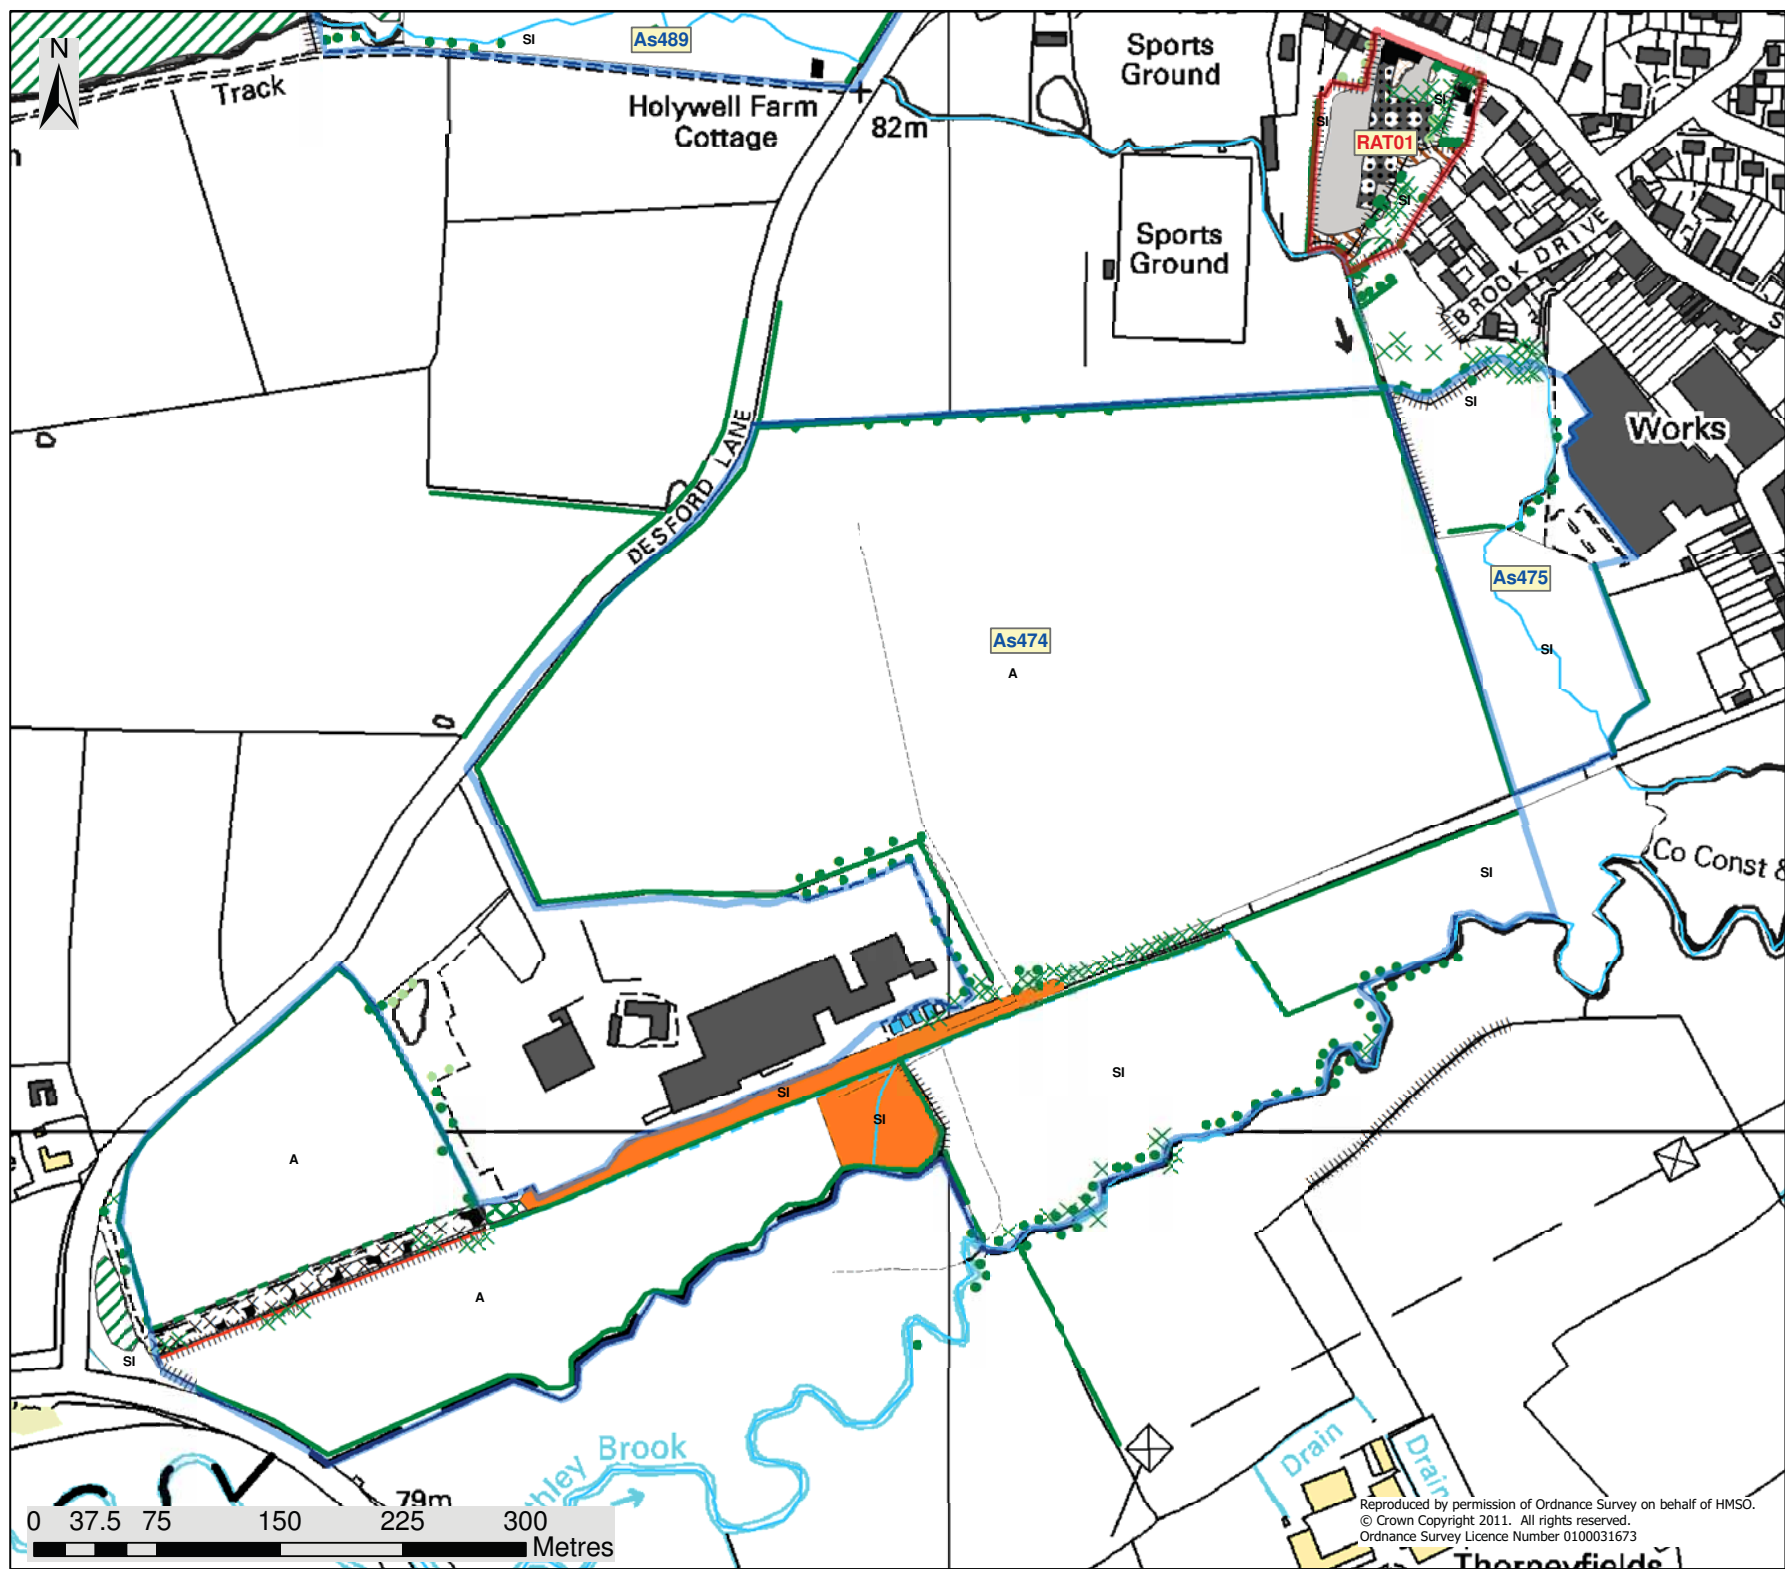 N
Track
SI
As489
Holywell Farm
Cottage
82m
Sports
Ground
SI
SI
RAT01
SI
Sports
Ground
BROOK DRIVE
DESFORD LANE
SI
Works
As475
SI
As474
A
SI
Co Const &
SI
SI
SI
A
A
SI
79m
Brook
Drain
Drain
0 37.5 75 150 225 300
Metres
Reproduced by permission of Ordnance Survey on behalf of HMSO.
© Crown Copyright 2011. All rights reserved.
Ordnance Survey Licence Number 0100031673
Thorneyfields